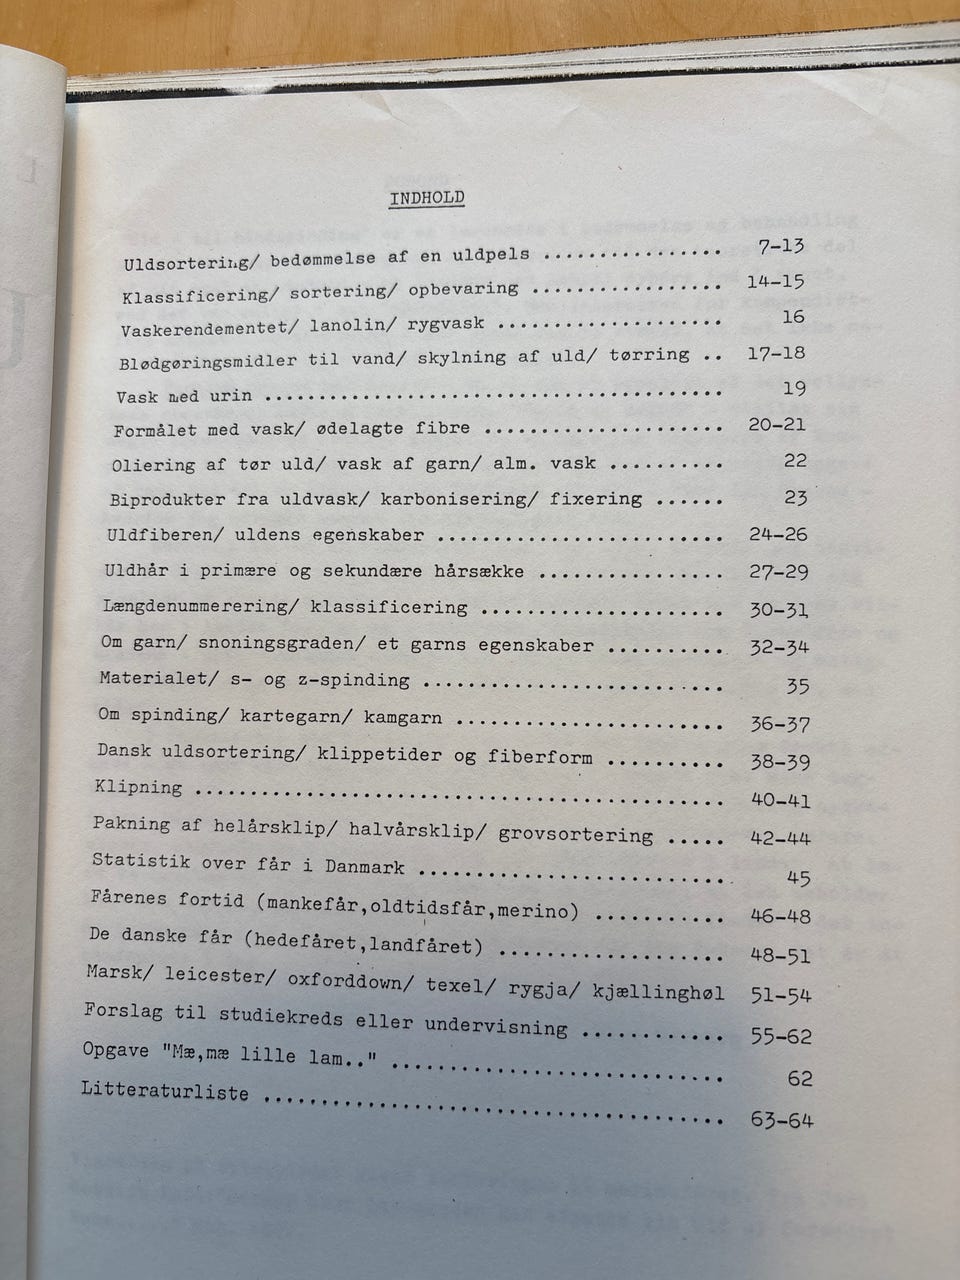 INDHOLD
Uldsortering/ bedømmelse af en uldpels ................. 7-13
Klassificering/ sortering/ opbevaring .................. 14-15
Vaskerendementet/ lanolin/ rygvask ..................... 16
Blødgøringsmidler til vand/ skylning af uld/ tørring .. 17-18
Vask med urin .......................................... 19
Formålet med vask/ ødelagte fibre ...................... 20-21
Oliering af tør uld/ vask af garn/ alm. vask .......... 22
Biprodukter fra uldvask/ karbonisering/ fixering ...... 23
Uldfiberen/ uldens egenskaber ........................... 24-26
Uldhår i primære og sekundære hårsække ................. 27-29
Længdenummerering/ klassificering ...................... 30-31
Om garn/ snoningsgraden/ et garns egenskaber .......... 32-34
Materialet/ s- og z-spinding ............................ 35
Om spinding/ kartegarn/ kamgarn ......................... 36-37
Dansk uldsortering/ klippetider og fiberform .......... 38-39
Klipning ................................................ 40-41
Pakning af helårsklip/ halvårsklip/ grovsortering ..... 42-44
Statistik over får i Danmark ............................ 45
Fårenes fortid (mankefår,oldtidsfår,merino) ........... 46-48
De danske får (hedefåret,landfåret) .................... 48-51
Marsk/ leicester/ oxforddown/ texel/ rygja/ kjællinghøl 51-54
Forslag til studiekreds eller undervisning ............ 55-62
Opgave "Mæ,mæ lille lam.." ............................. 62
Litteraturliste ......................................... 63-64